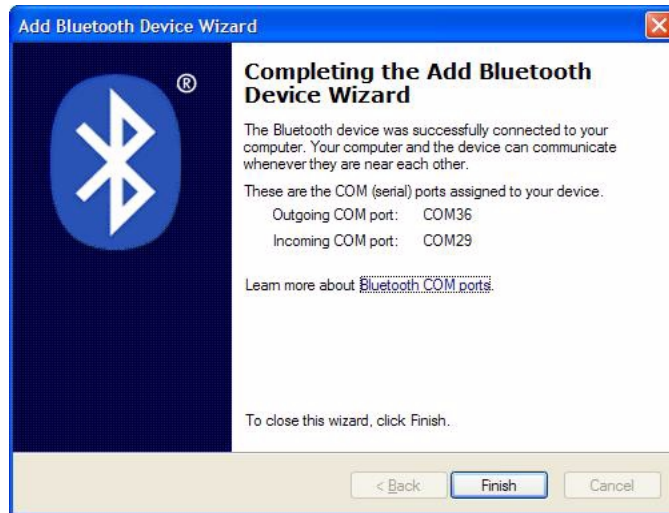 Add Bluetooth Device Wizard
®
Completing the Add Bluetooth
Device Wizard
The Bluetooth device was successfully connected to your
computer. Your computer and the device can communicate
whenever they are near each other.
These are the COM (serial) ports assigned to your device.
Outgoing COM port: COM36
Incoming COM port: COM29
Learn more about Bluetooth COM ports.
To close this wizard, click Finish.
< Back Finish Cancel